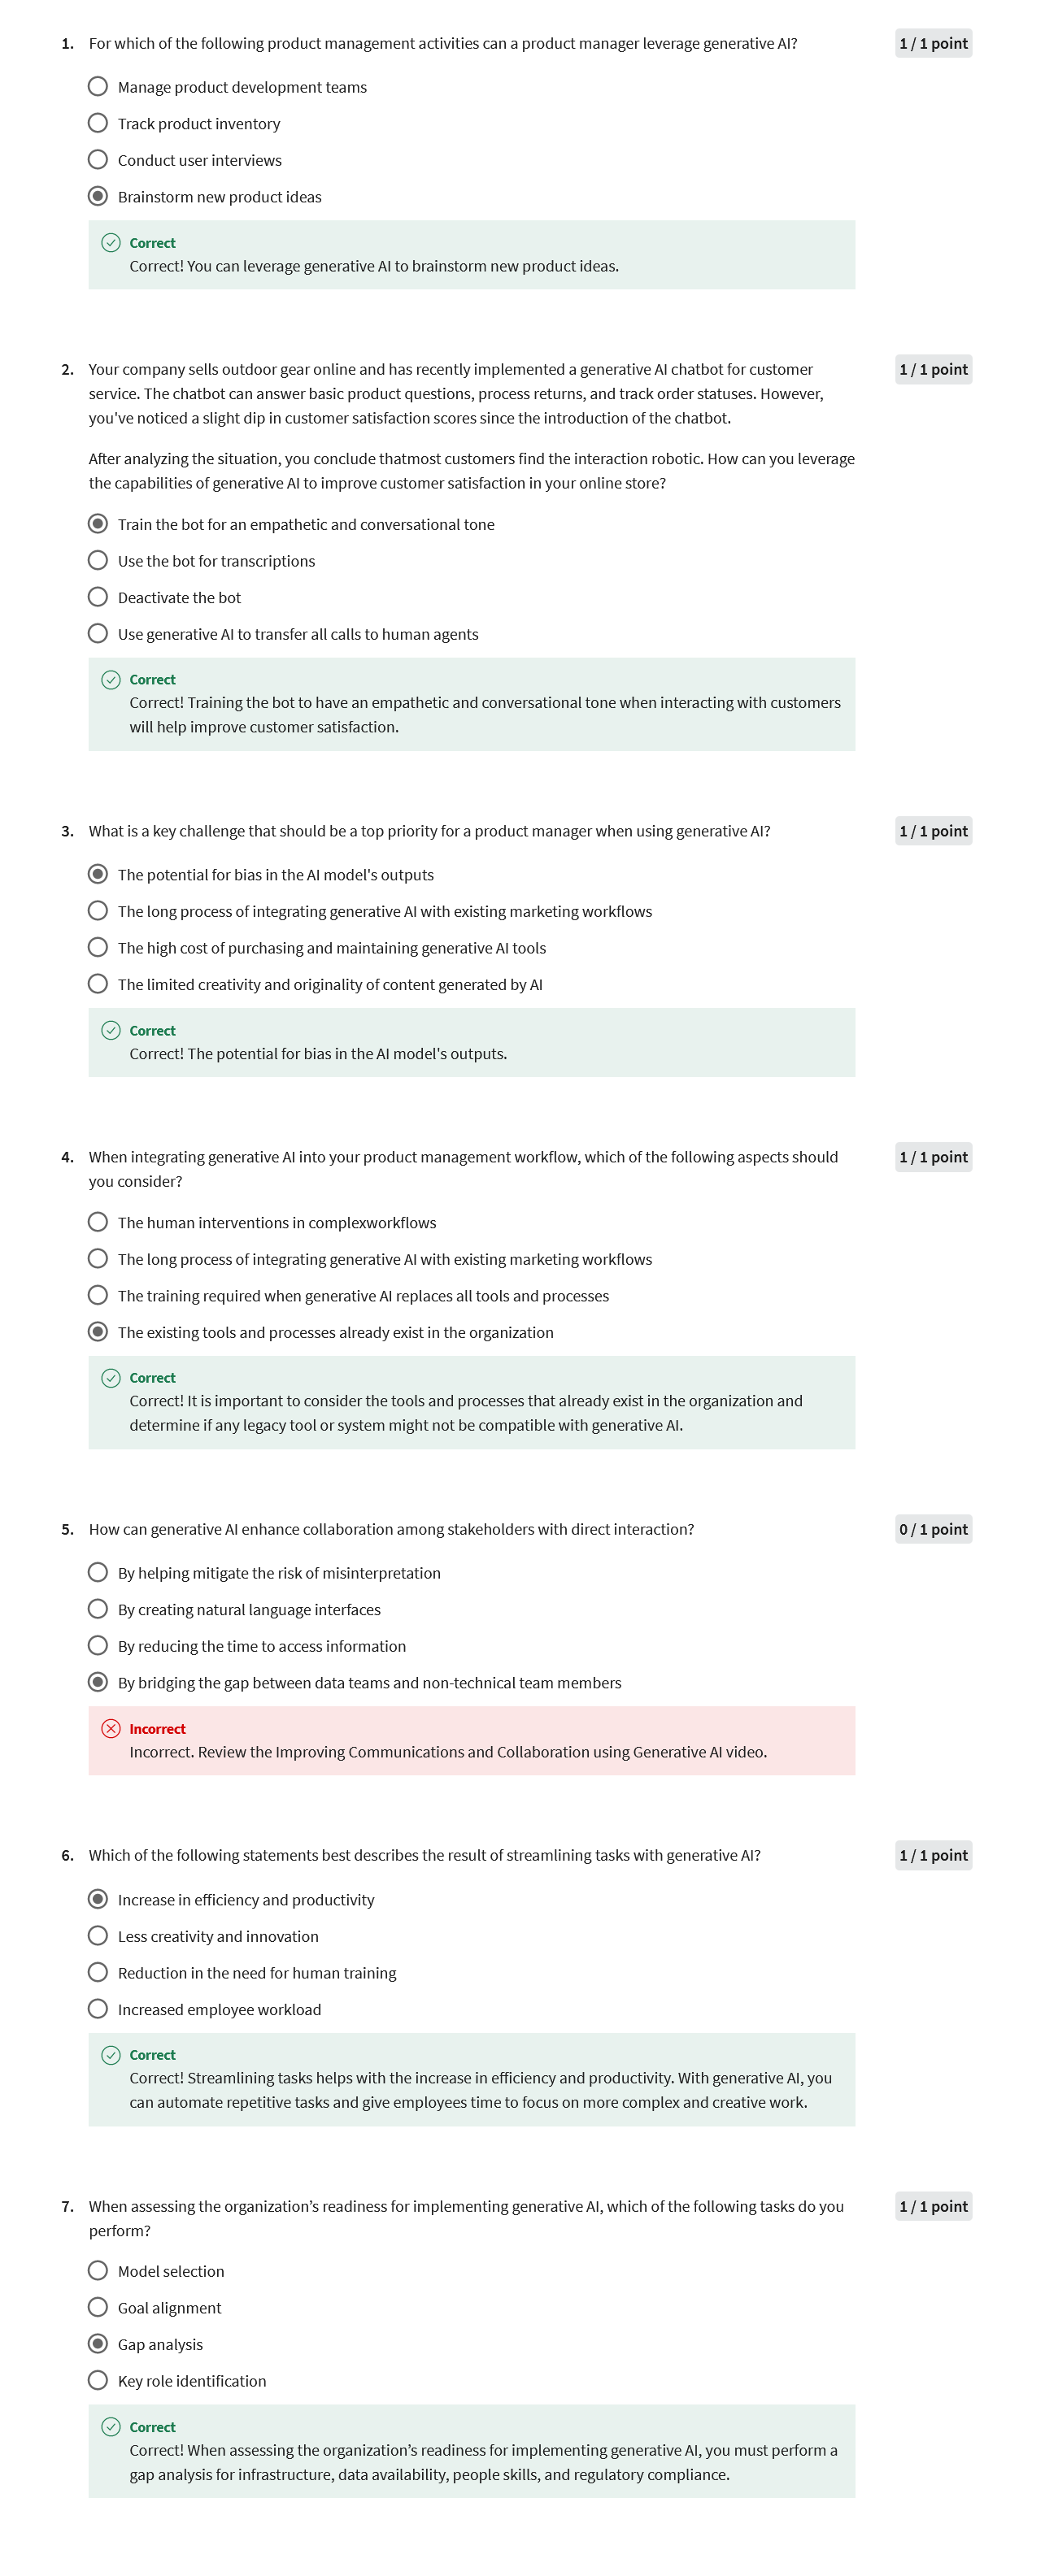 1. For which of the following product management activities can a product manager leverage generative AI? 1 / 1 point
Manage product development teams
Track product inventory
Conduct user interviews
Brainstorm new product ideas
Correct
Correct! You can leverage generative AI to brainstorm new product ideas.
2. Your company sells outdoor gear online and has recently implemented a generative AI chatbot for customer 1 / 1 point
service. The chatbot can answer basic product questions, process returns, and track order statuses. However,
you've noticed a slight dip in customer satisfaction scores since the introduction of the chatbot.
After analyzing the situation, you conclude thatmost customers find the interaction robotic. How can you leverage
the capabilities of generative AI to improve customer satisfaction in your online store?
Train the bot for an empathetic and conversational tone
Use the bot for transcriptions
Deactivate the bot
Use generative AI to transfer all calls to human agents
Correct
Correct! Training the bot to have an empathetic and conversational tone when interacting with customers
will help improve customer satisfaction.
3. What is a key challenge that should be a top priority for a product manager when using generative AI? 1 / 1 point
The potential for bias in the AI model's outputs
The long process of integrating generative AI with existing marketing workflows
The high cost of purchasing and maintaining generative AI tools
The limited creativity and originality of content generated by AI
Correct
Correct! The potential for bias in the AI model's outputs.
4. When integrating generative AI into your product management workflow, which of the following aspects should 1 / 1 point
you consider?
The human interventions in complexworkflows
The long process of integrating generative AI with existing marketing workflows
The training required when generative AI replaces all tools and processes
The existing tools and processes already exist in the organization
Correct
Correct! It is important to consider the tools and processes that already exist in the organization and
determine if any legacy tool or system might not be compatible with generative AI.
5. How can generative AI enhance collaboration among stakeholders with direct interaction? 0 / 1 point
By helping mitigate the risk of misinterpretation
By creating natural language interfaces
By reducing the time to access information
By bridging the gap between data teams and non-technical team members
Incorrect
Incorrect. Review the Improving Communications and Collaboration using Generative AI video.
6. Which of the following statements best describes the result of streamlining tasks with generative AI? 1 / 1 point
Increase in efficiency and productivity
Less creativity and innovation
Reduction in the need for human training
Increased employee workload
Correct
Correct! Streamlining tasks helps with the increase in efficiency and productivity. With generative AI, you
can automate repetitive tasks and give employees time to focus on more complex and creative work.
7. When assessing the organization’s readiness for implementing generative AI, which of the following tasks do you 1 / 1 point
perform?
Model selection
Goal alignment
Gap analysis
Key role identification
Correct
Correct! When assessing the organization’s readiness for implementing generative AI, you must perform a
gap analysis for infrastructure, data availability, people skills, and regulatory compliance.